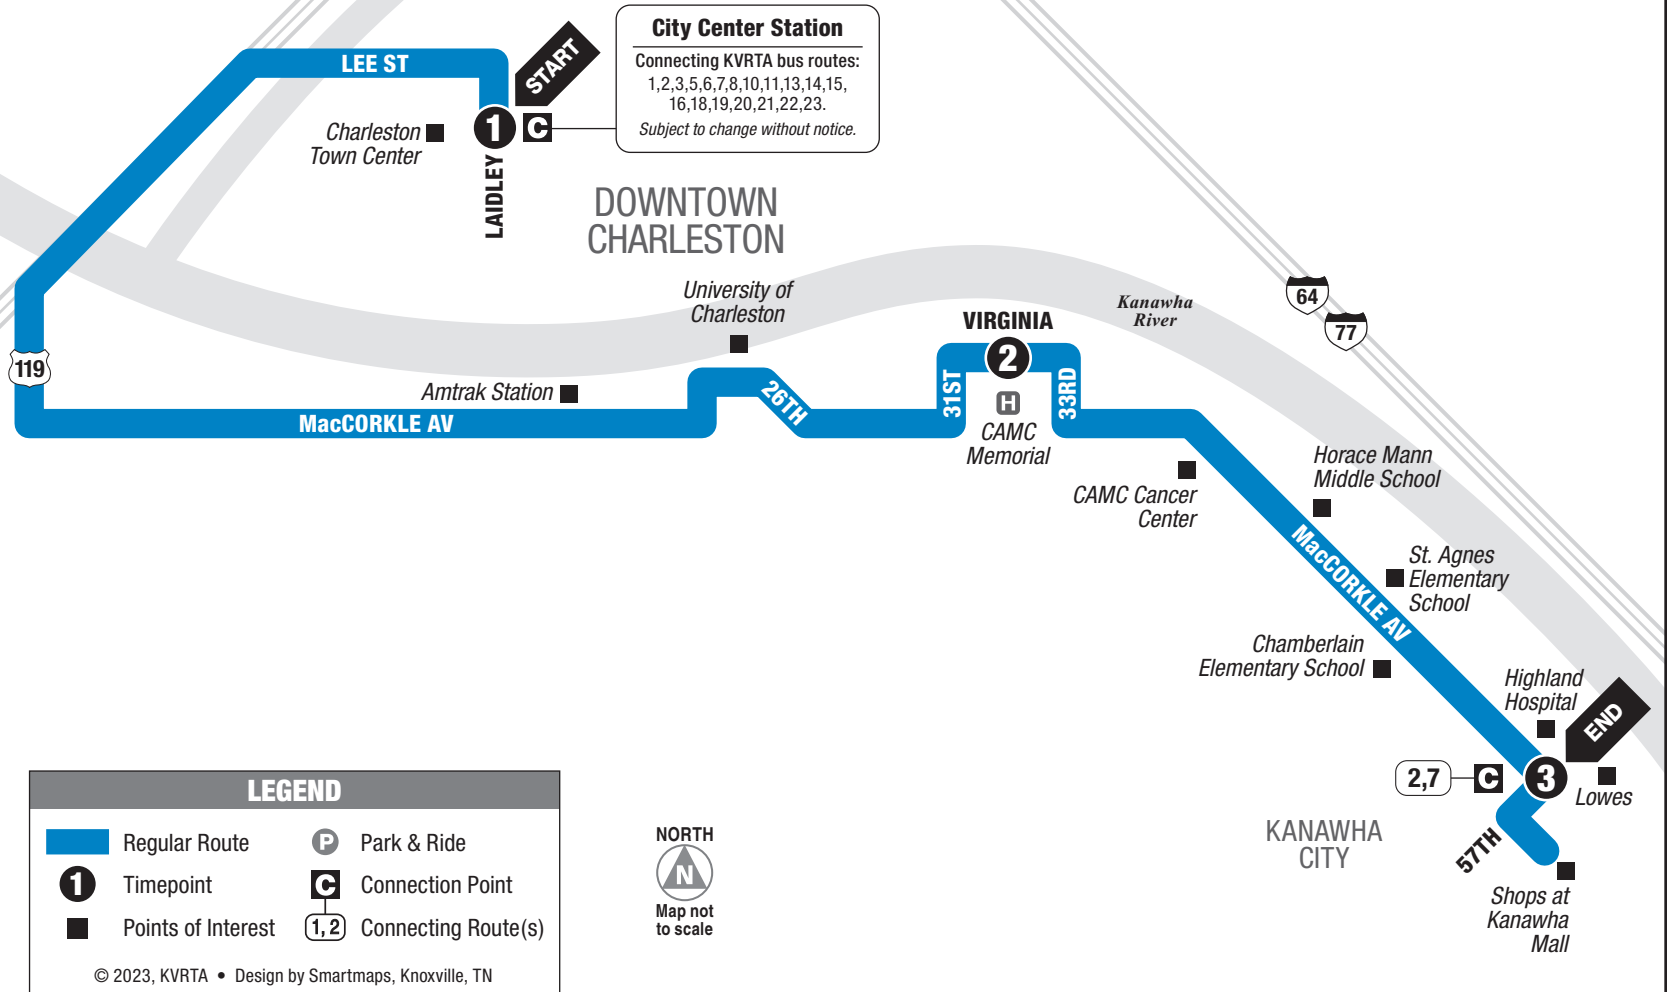 City Center Station
Connecting KVRTA bus routes:
1,2,3,5,6,7,8,10,11,13,14,15,
16,18,19,20,21,22,23.
Subject to change without notice.
START
LEE ST
1
C
Charleston
Town Center
LAIDLEY
DOWNTOWN
CHARLESTON
University of
Charleston
Kanawha
River
64
77
VIRGINIA
2
119
31ST
33RD
Amtrak Station
26TH
H
MacCORKLE AV
CAMC
Memorial
CAMC Cancer
Center
Horace Mann
Middle School
MacCORKLE AV
St. Agnes
Elementary
School
Chamberlain
Elementary School
Highland
Hospital
END
2,7
C
3
Lowes
KANAWHA
CITY
57TH
Shops at
Kanawha
Mall
LEGEND
Regular Route
P
Park & Ride
1
Timepoint
C
Connection Point
Points of Interest
1, 2
Connecting Route(s)
© 2023, KVRTA • Design by Smartmaps, Knoxville, TN
NORTH
N
Map not
to scale